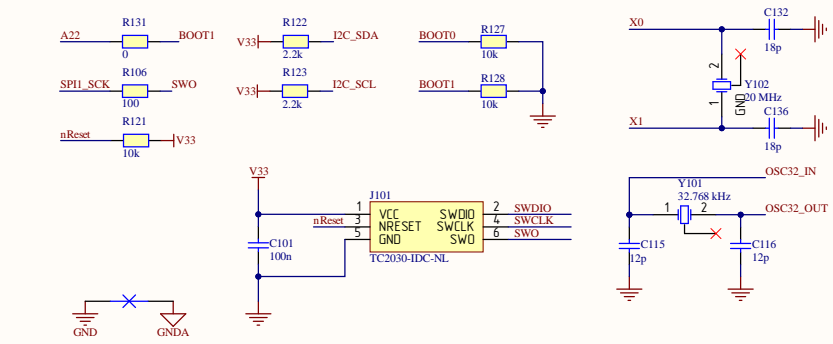 R131
A22
BOOT1
0
R122
V33
I2C_SDA
2.2k
BOOT0
R127
10k
X0
C132
18p
R106
SPI1_SCK
SWO
100
R123
V33
I2C_SCL
2.2k
BOOT1
R128
10k
2
1
GND
Y102
20 MHz
R121
nReset
V33
10k
X1
C136
18p
V33
J101
1
VCC
SWDIO
2
SWDIO
nReset
3
NRESET
SWCLK
4
SWCLK
5
GND
SWO
6
SWO
TC2030-IDC-NL
C101
100n
OSC32_IN
Y101
32.768 kHz
1
2
OSC32_OUT
C115
12p
C116
12p
GND
GNDA